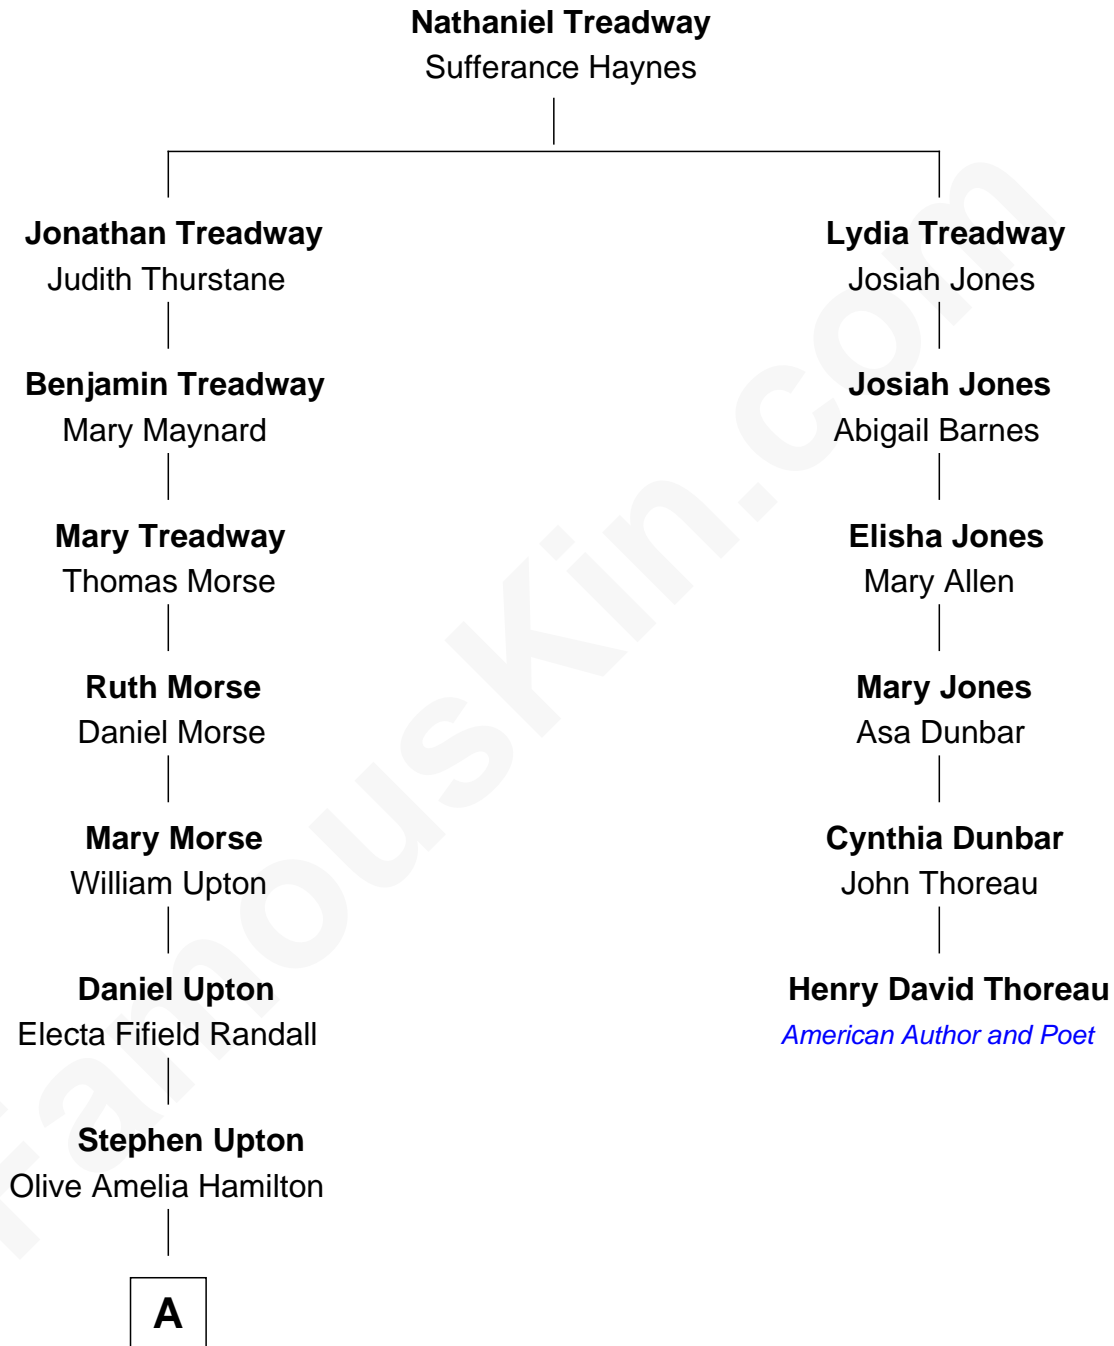 Nathaniel Treadway
Sufferance Haynes
Jonathan Treadway
Judith Thurstane
Benjamin Treadway
Mary Maynard
Mary Treadway
Thomas Morse
Ruth Morse
Daniel Morse
Mary Morse
William Upton
Daniel Upton
Electa Fifield Randall
Stephen Upton
Olive Amelia Hamilton
A
Lydia Treadway
Josiah Jones
Josiah Jones
Abigail Barnes
Elisha Jones
Mary Allen
Mary Jones
Asa Dunbar
Cynthia Dunbar
John Thoreau
Henry David Thoreau
American Author and Poet
FamousKin.com